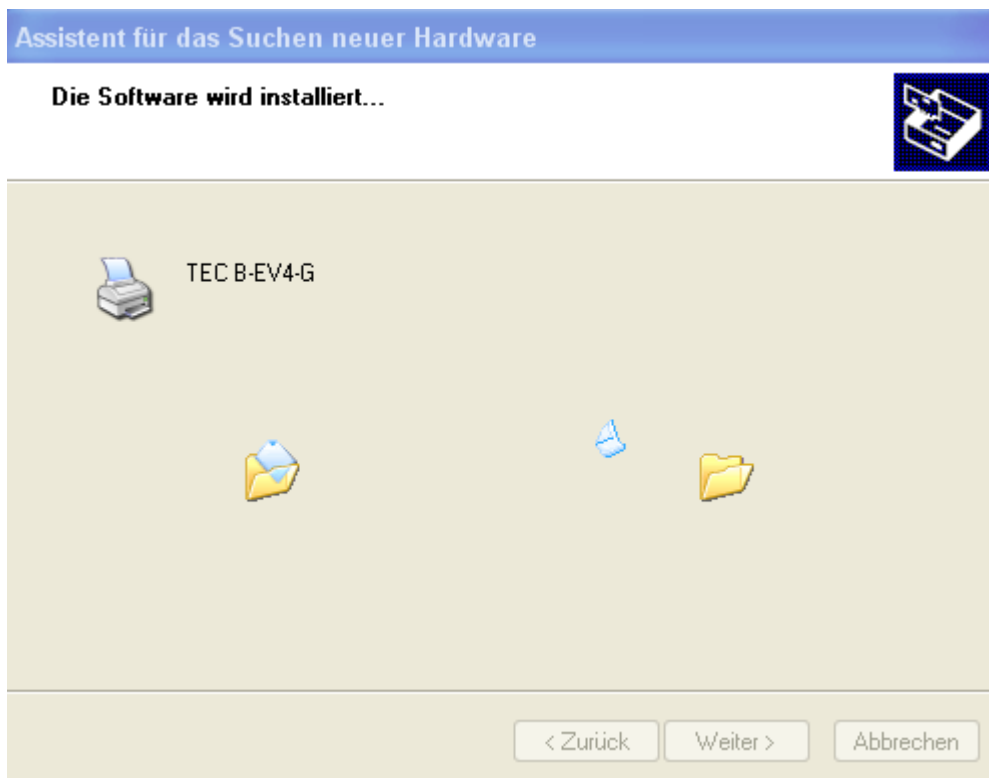 Assistent für das Suchen neuer Hardware
Die Software wird installiert...
TEC B-EV4-G
< Zurück
Weiter >
Abbrechen